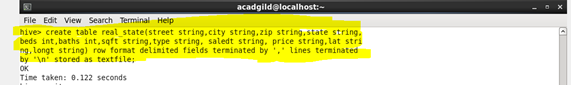 acadgild@localhost:~
File Edit View Search Terminal Help
hive> create table real_state(street string,city string,zip string,state string,
beds int,baths int,sqft string,type string, saledt string, price string,lat stri
ng,longt string) row format delimited fields terminated by ',' lines terminated
by '\n' stored as textfile;
OK
Time taken: 0.122 seconds